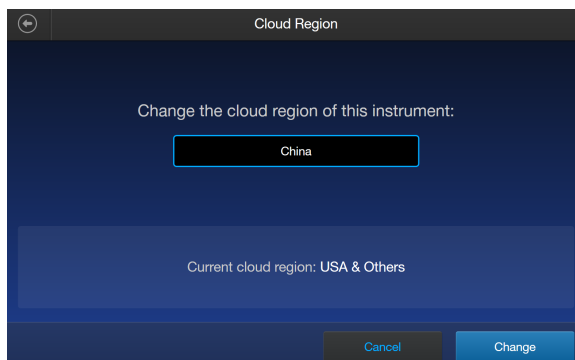 Cloud Region
Change the cloud region of this instrument:
China
Current cloud region: USA & Others
Cancel
Change